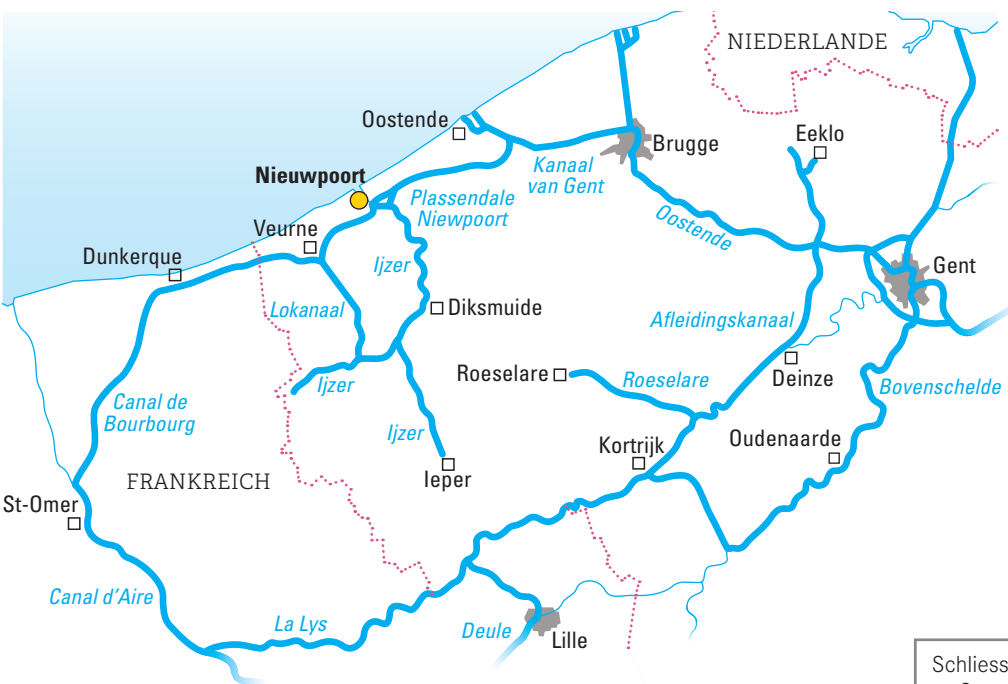 NIEDERLANDE
Oostende
Eeklo
Brugge
Kanaal
van Gent
Nieuwpoort
Plassendale
Niewpoort
Oostende
Veurne
Dunkerque
Ijzer
Gent
Lokanaal
Diksmuide
Afleidingskanaal
Roeselare
Roeselare
Deinze
Bovenschelde
Ijzer
Canal de
Bourbourg
Ijzer
Kortrijk
Oudenaarde
FRANKREICH
Ieper
St-Omer
Canal d'Aire
La Lys
Deule
Lille
Schliess